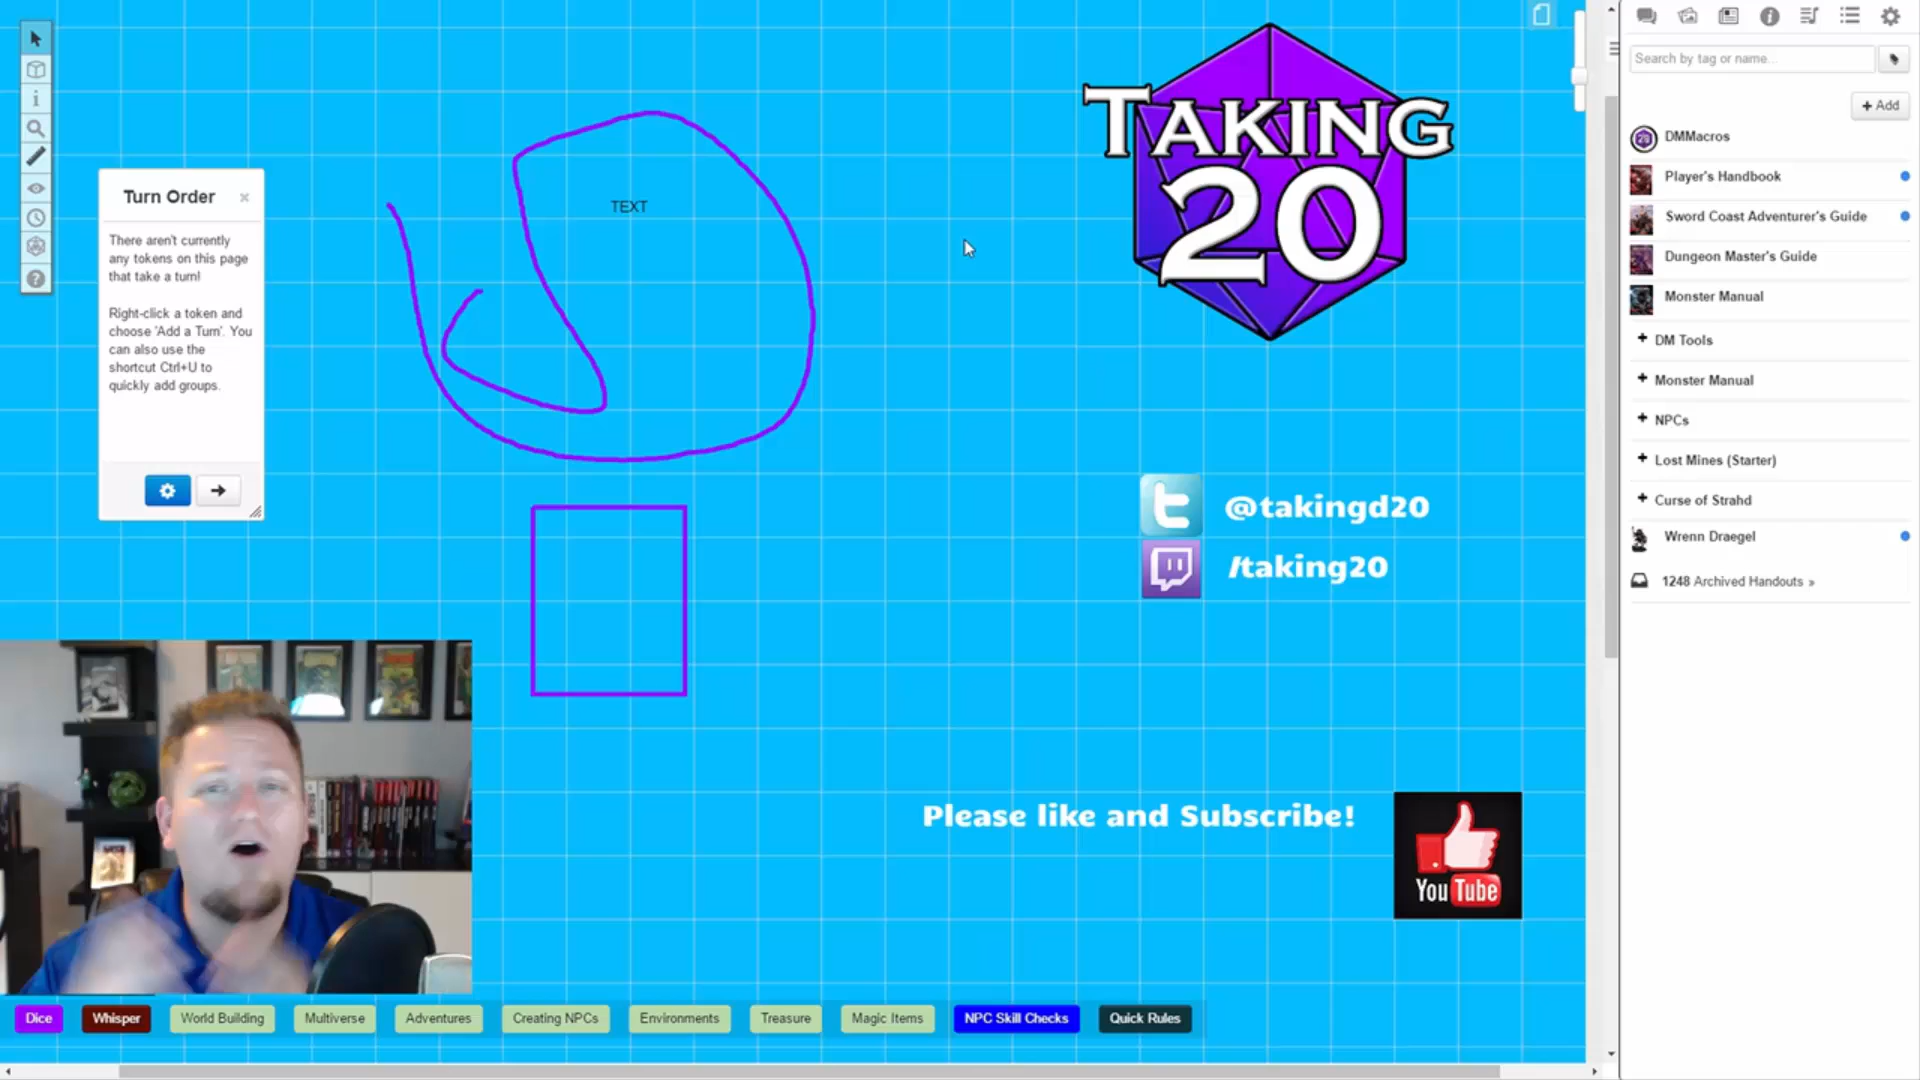 Turn Order ×
There aren't currently
any tokens on this page
that take a turn!
Right-click a token and
choose 'Add a Turn'. You
can also use the
shortcut Ctrl+U to
quickly add groups.
TEXT
TAKING
20
@takingd20
/taking20
Please like and Subscribe!
You Tube
Search by tag or name...
+ Add
DMMacros
Player's Handbook
Sword Coast Adventurer's Guide
Dungeon Master's Guide
Monster Manual
+ DM Tools
+ Monster Manual
+ NPCs
+ Lost Mines (Starter)
+ Curse of Strahd
Wrenn Draegel
1248 Archived Handouts »
Dice Whisper World Building Multiverse Adventures Creating NPCs Environments Treasure Magic Items NPC Skill Checks Quick Rules